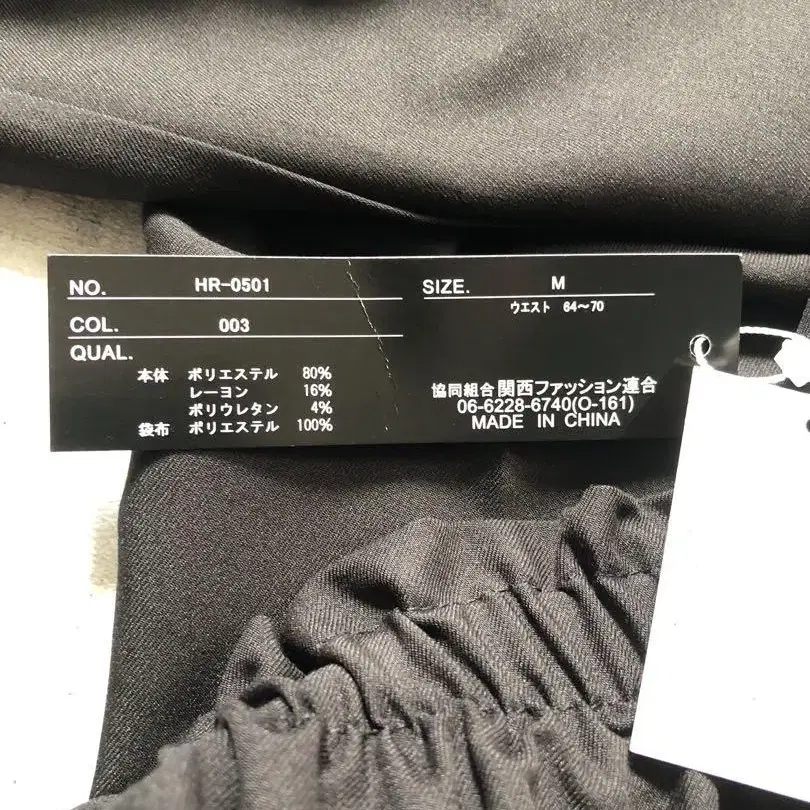 NO. HR-0501
COL. 003
QUAL.
本体 ポリエステル 80%
レーヨン 16%
ポリウレタン 4%
袋布 ポリエステル 100%
SIZE. M
ウエスト 64～70
協同組合 関西ファッション連合
06-6228-6740(O-161)
MADE IN CHINA